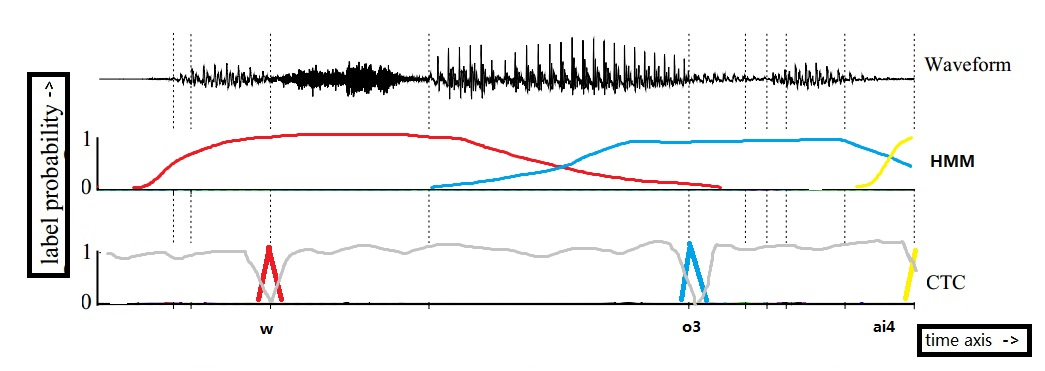 Waveform
label probability ->
1
HMM
0
1
CTC
0
w
o3
ai4
time axis ->